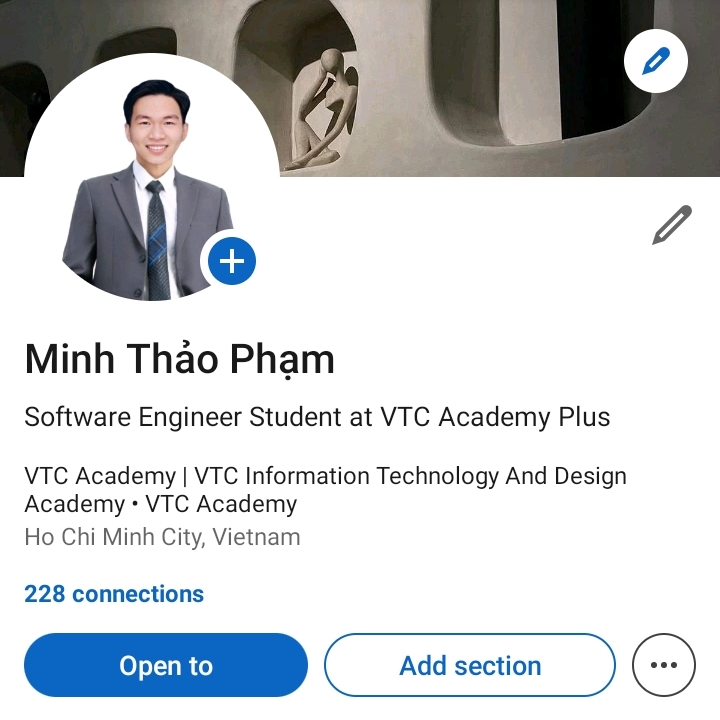 Minh Thảo Phạm
Software Engineer Student at VTC Academy Plus
VTC Academy | VTC Information Technology And Design
Academy • VTC Academy
Ho Chi Minh City, Vietnam
228 connections
Open to
Add section